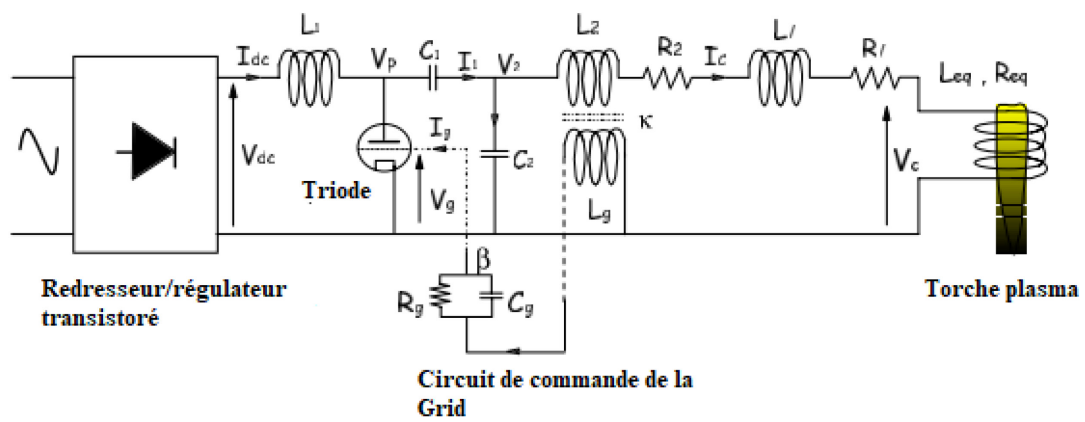 L1
L2
R2
Ic
Ll
Rl
Leq , Req
Idc
Vp
C1
I1
V2
Ig
κ
Vdc
Triode
Vg
C2
Lg
Vc
β
Rg
Cg
Redresseur/régulateur
transistoré
Torche plasma
Circuit de commande de la
Grid